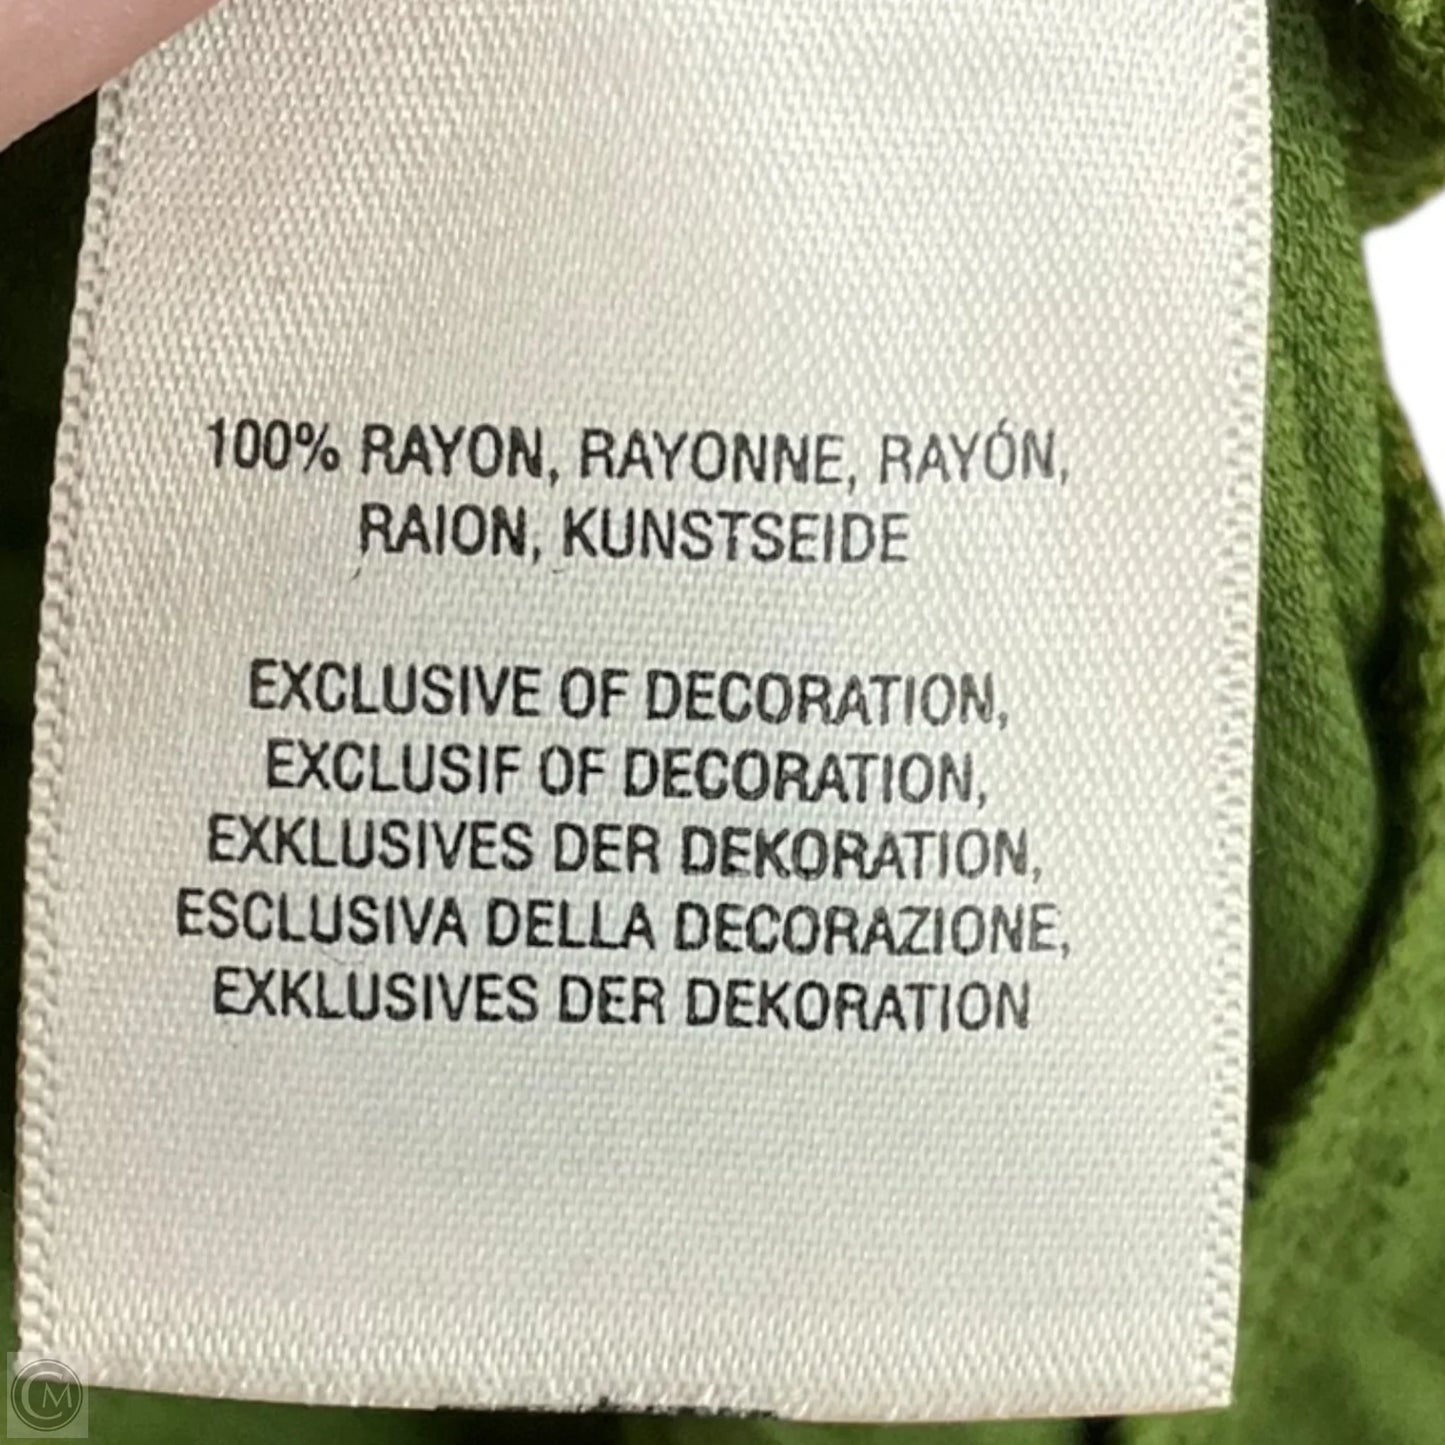 100% RAYON, RAYONNE, RAYÓN,
RAION, KUNSTSEIDE
EXCLUSIVE OF DECORATION,
EXCLUSIF OF DECORATION,
EXKLUSIVES DER DEKORATION,
ESCLUSIVA DELLA DECORAZIONE,
EXKLUSIVES DER DEKORATION
CM